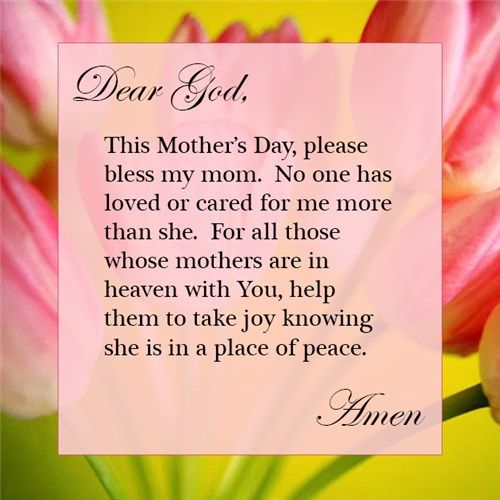 Dear God,
This Mother's Day, please
bless my mom.  No one has
loved or cared for me more
than she.  For all those
whose mothers are in
heaven with You, help
them to take joy knowing
she is in a place of peace.
Amen